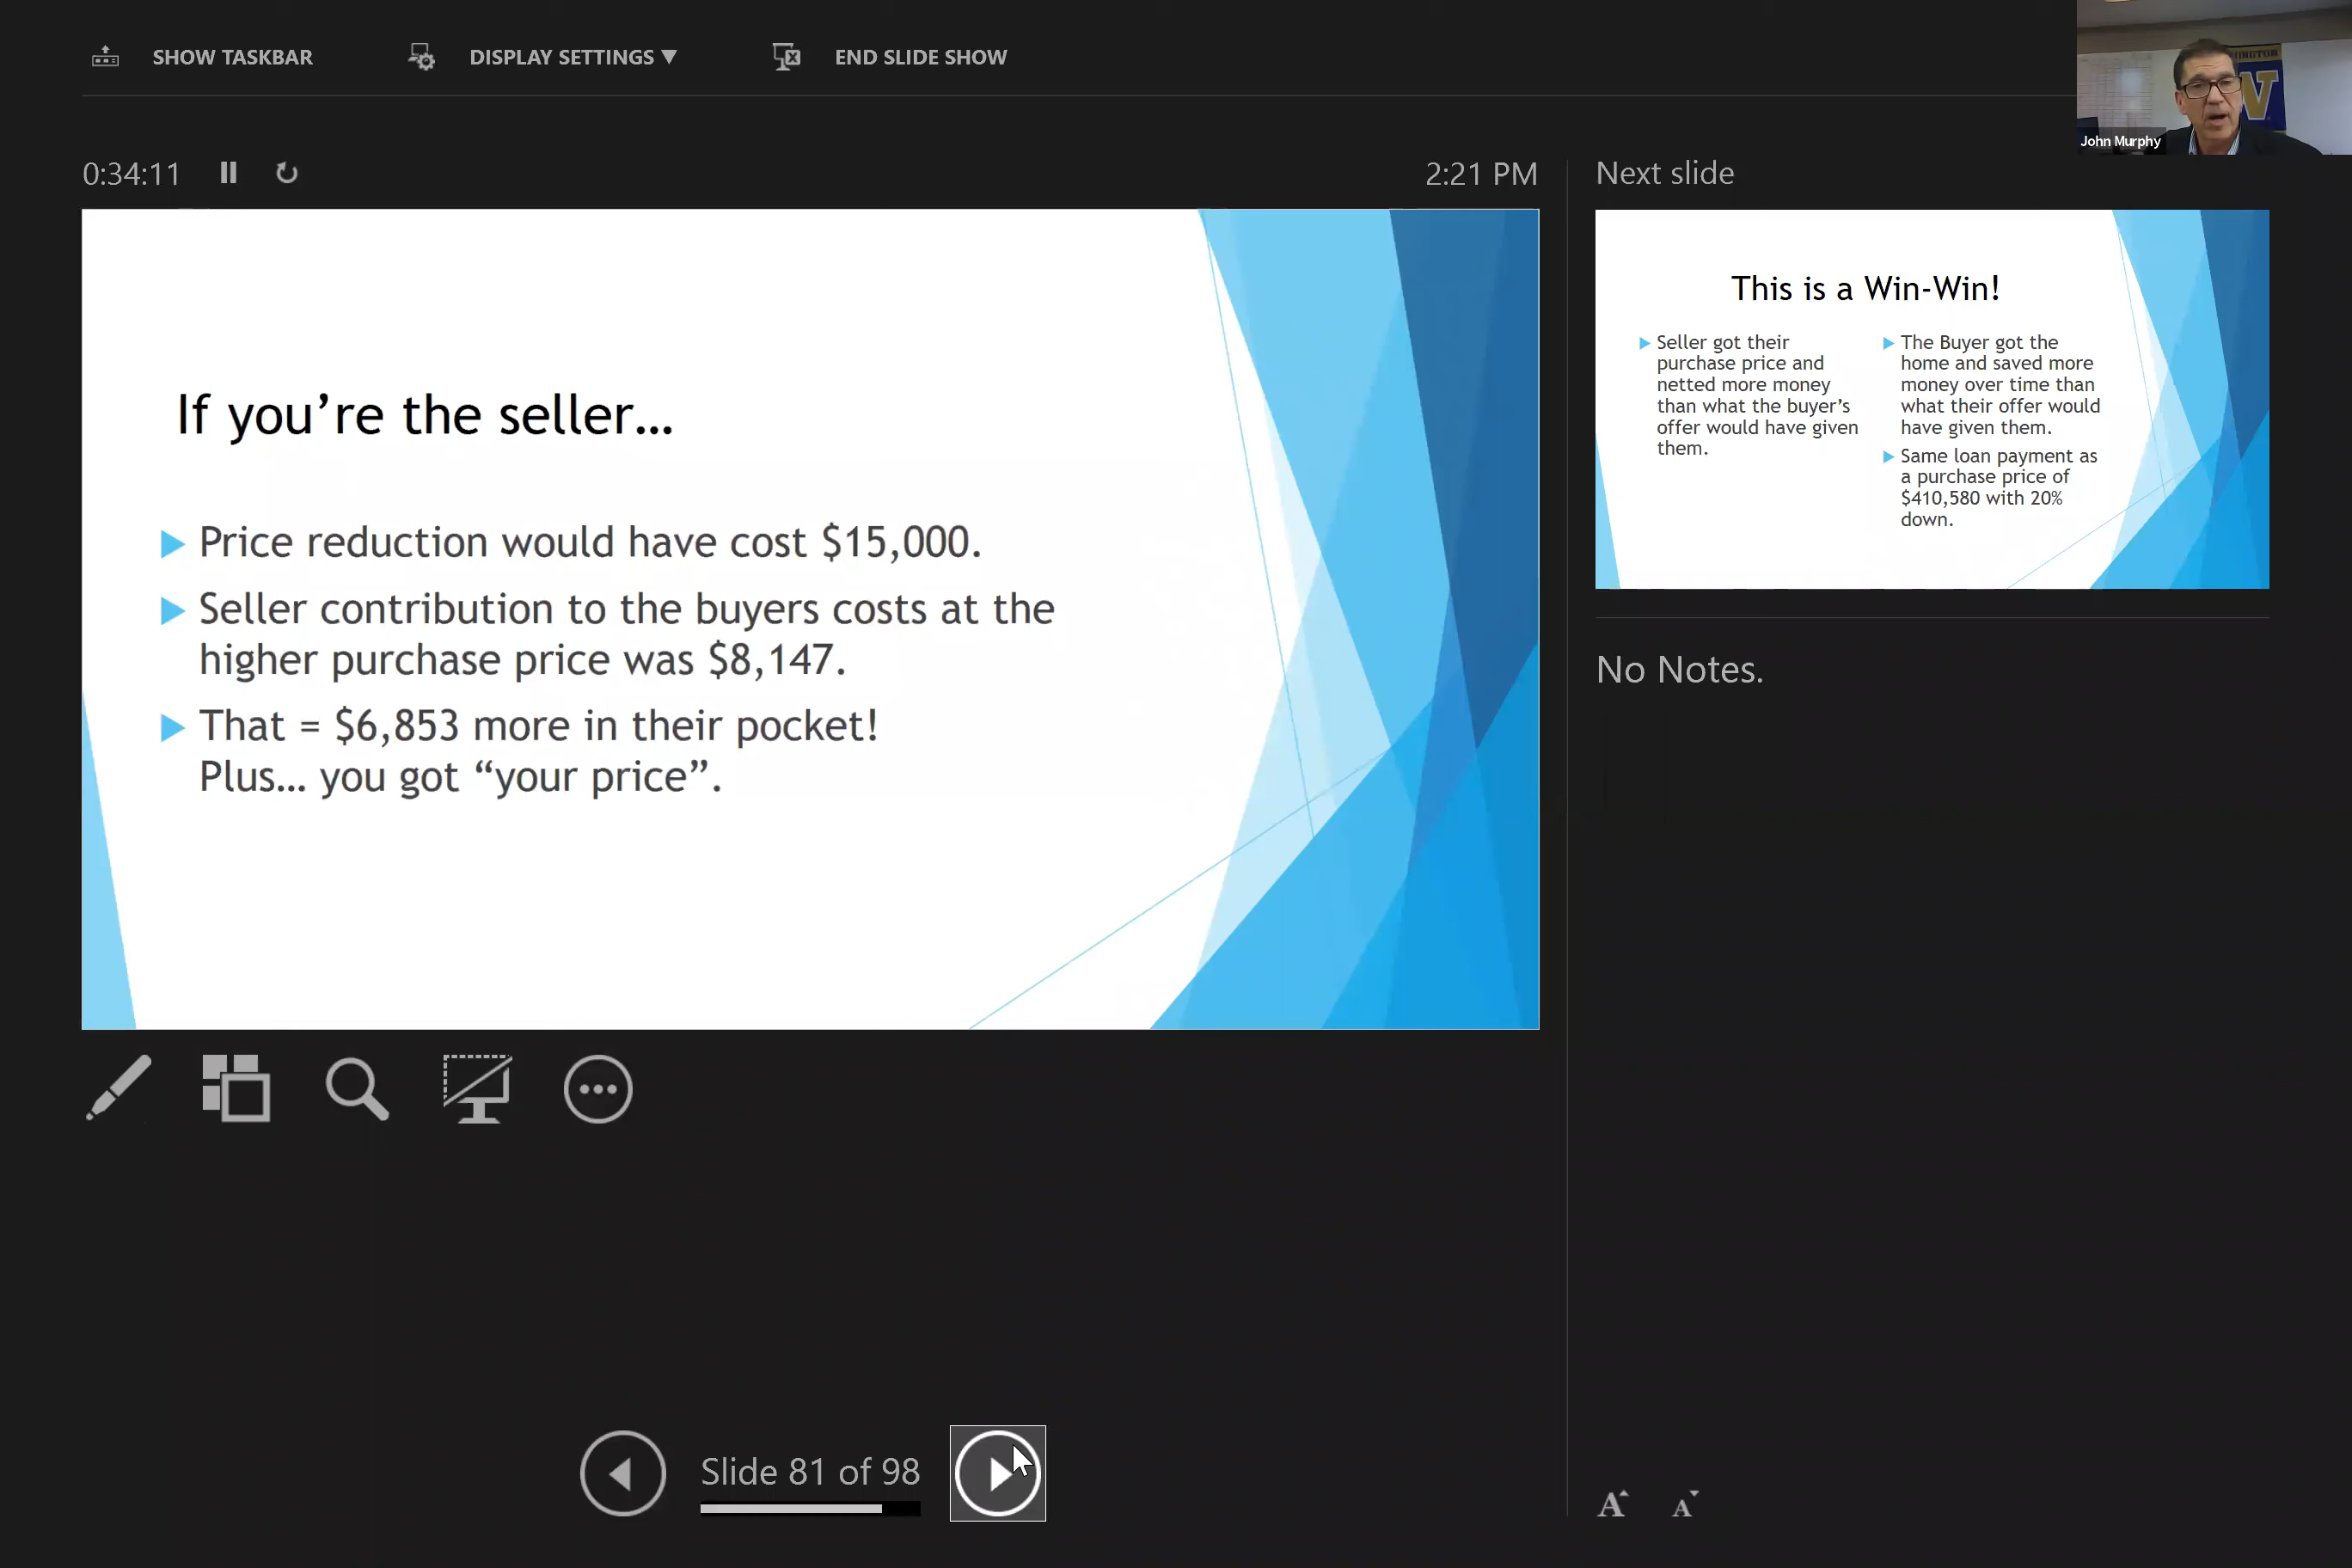 SHOW TASKBAR
DISPLAY SETTINGS ▼
END SLIDE SHOW
John Murphy
0:34:11
2:21 PM
If you’re the seller…
Price reduction would have cost $15,000.
Seller contribution to the buyers costs at the
higher purchase price was $8,147.
That = $6,853 more in their pocket!
Plus… you got “your price”.
Next slide
This is a Win-Win!
Seller got their
purchase price and
netted more money
than what the buyer’s
offer would have given
them.
The Buyer got the
home and saved more
money over time than
what their offer would
have given them.
Same loan payment as
a purchase price of
$410,580 with 20%
down.
No Notes.
Slide 81 of 98
A A